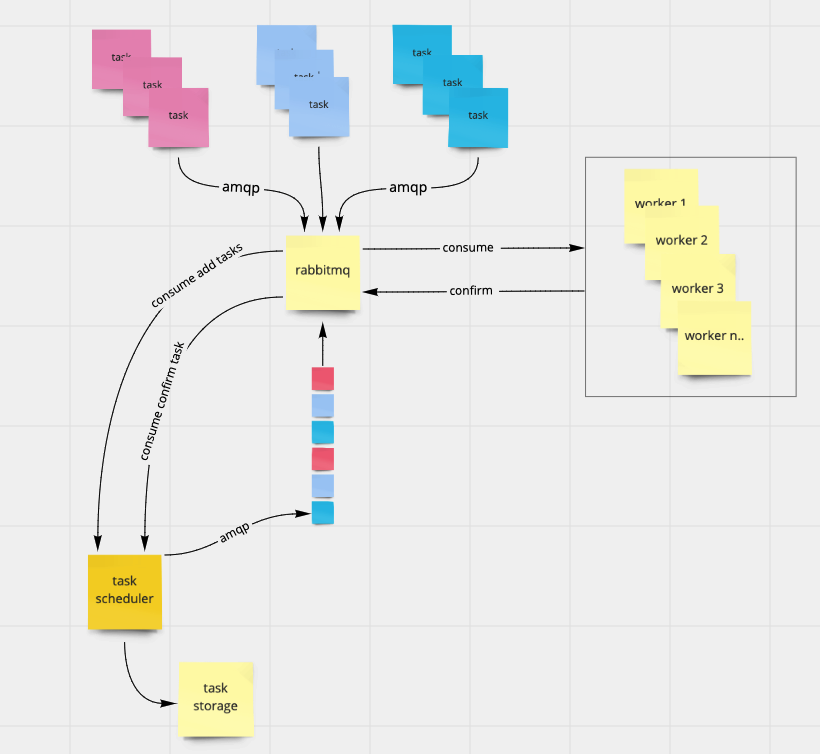 task
task
task
task
task
task
task
task
task
amqp
amqp
worker 1
worker 2
worker 3
worker n..
rabbitmq
consume
confirm
consume add tasks
consume confirm task
amqp
task
scheduler
task
storage